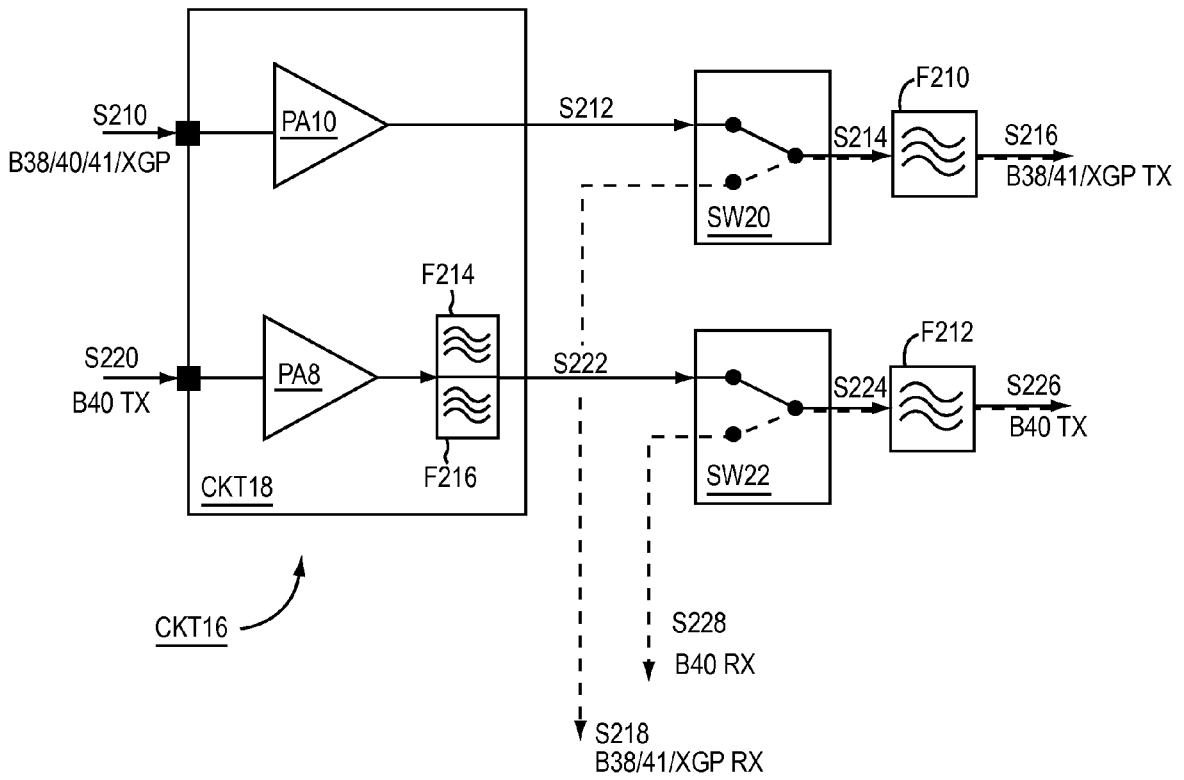 F210
S210
PA10
S212
S214
S216
B38/40/41/XGP
B38/41/XGP TX
SW20
F214
F212
S220
PA8
S222
S224
S226
B40 TX
B40 TX
F216
SW22
CKT18
CKT16
S228
B40 RX
S218
B38/41/XGP RX